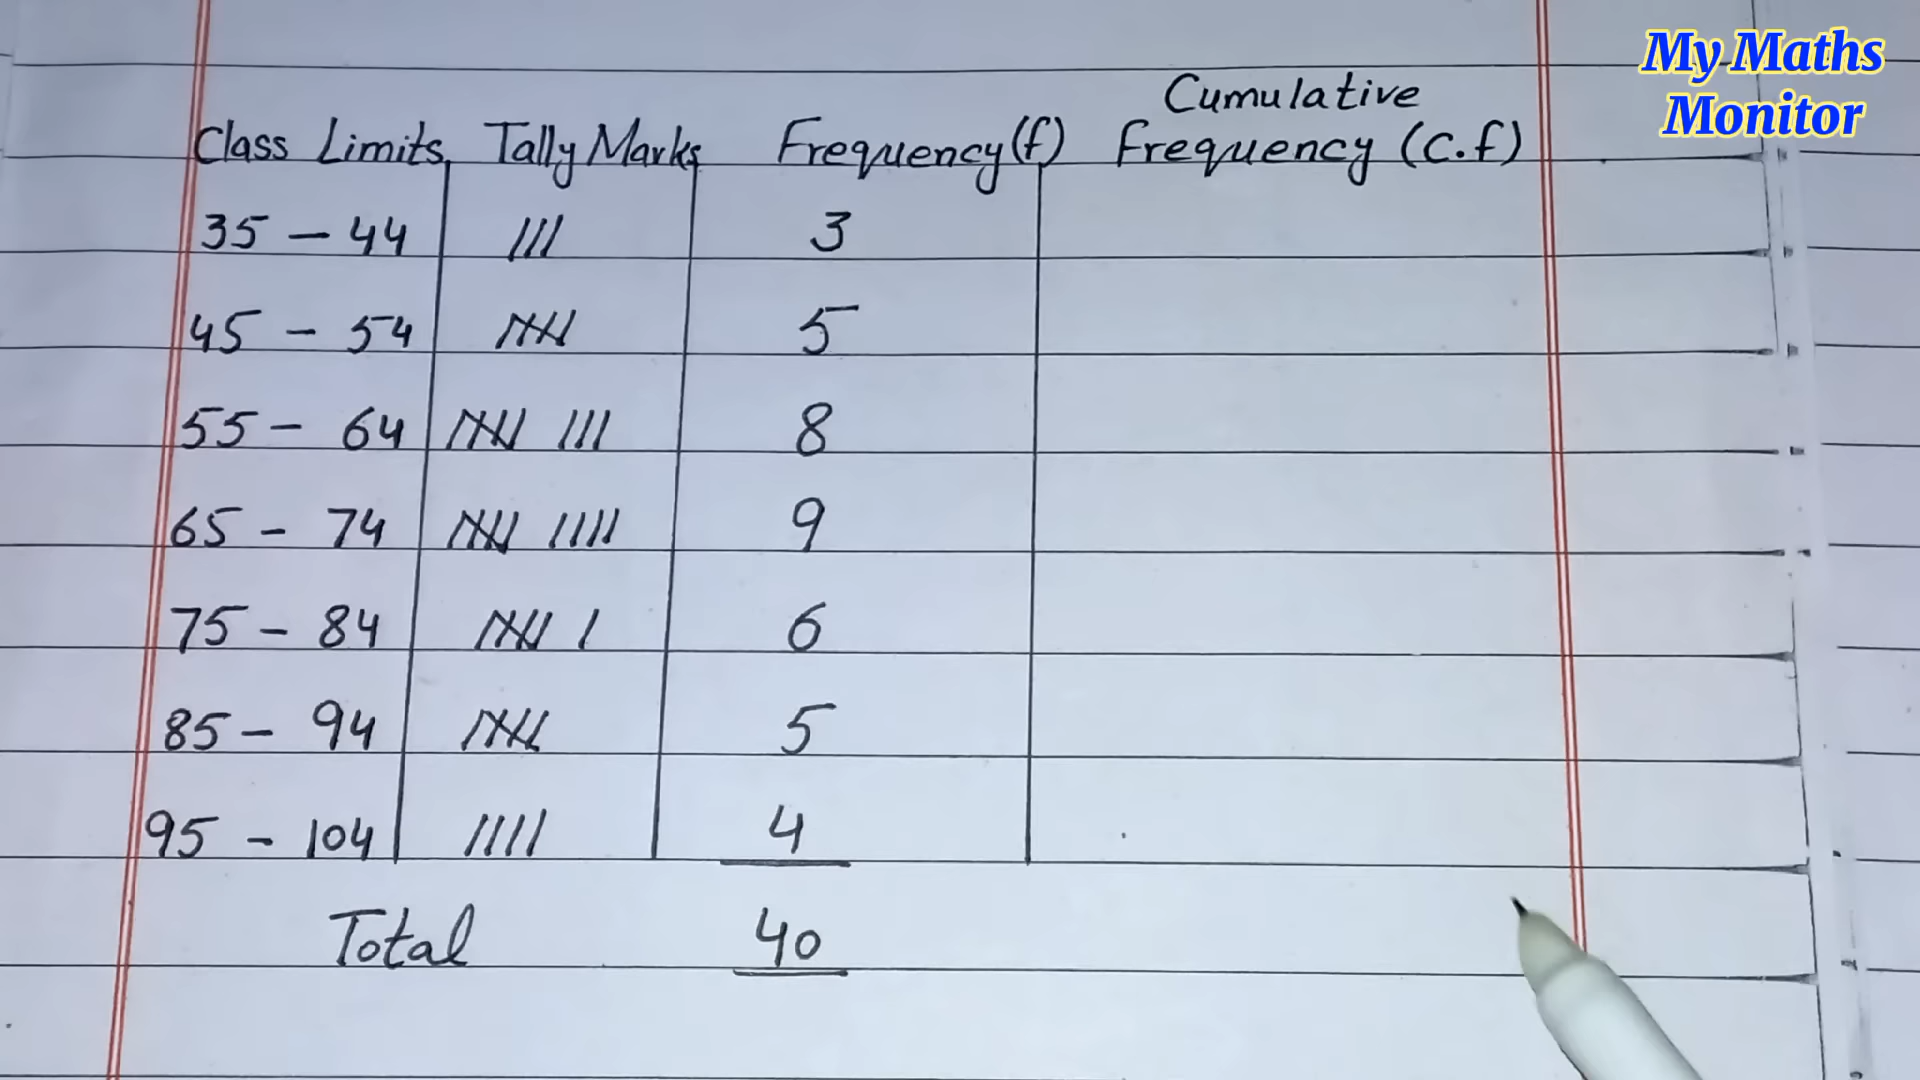 My Maths
Monitor
Cumulative
Class Limits Tally Marks Frequency (f) Frequency (c.f)
35 - 44 3
45 - 54 5
55 - 64 8
65 - 74 9
75 - 84 6
85 - 94 5
95 - 104 4
Total 40